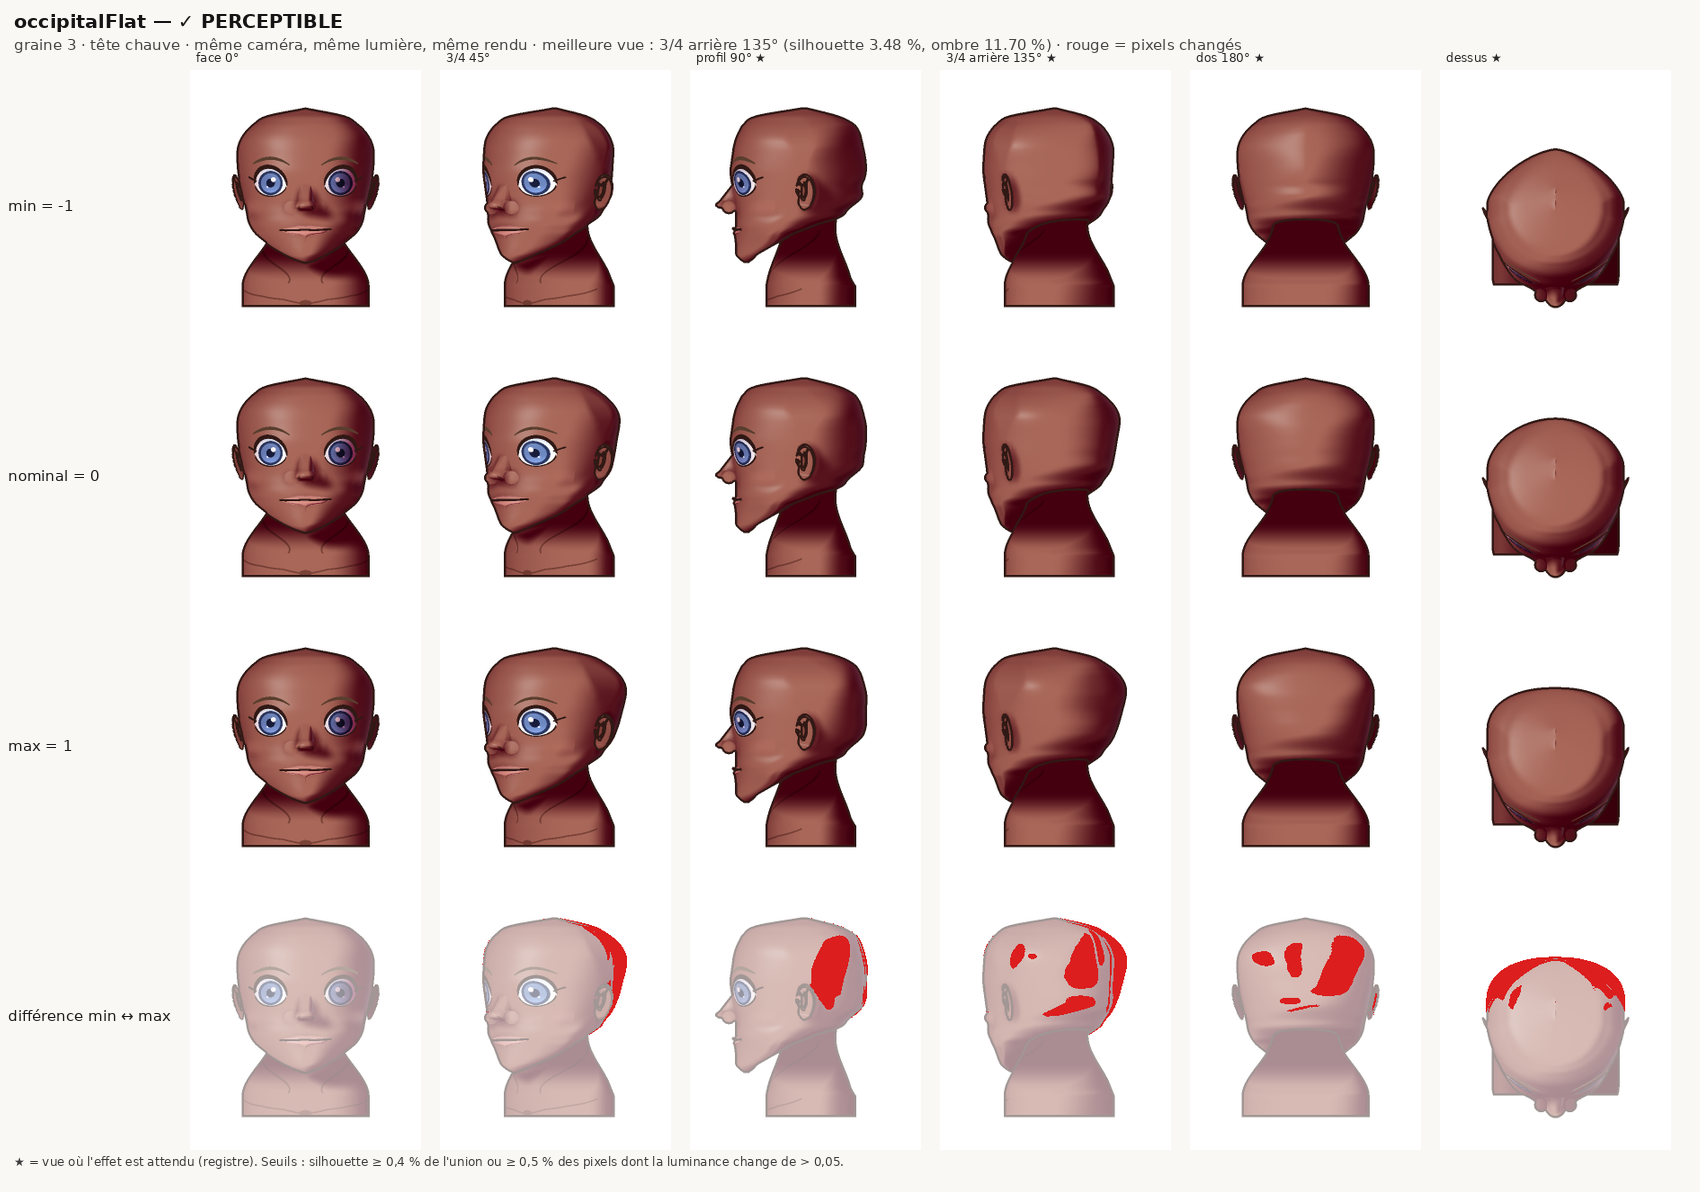 occipitalFlat — ✓ PERCEPTIBLE
graine 3 · tête chauve · même caméra, même lumière, même rendu · meilleure vue : 3/4 arrière 135° (silhouette 3.48 %, ombre 11.70 %) · rouge = pixels changés
face 0° 3/4 45° profil 90° ★ 3/4 arrière 135° ★ dos 180° ★ dessus ★
min = -1
nominal = 0
max = 1
différence min ↔ max
★ = vue où l'effet est attendu (registre). Seuils : silhouette ≥ 0,4 % de l'union ou ≥ 0,5 % des pixels dont la luminance change de > 0,05.